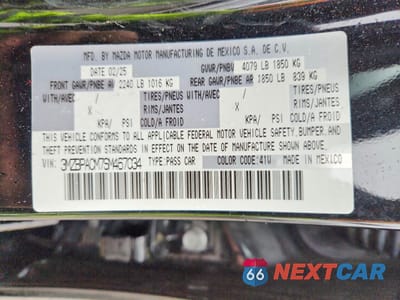 MFD. BY MAZDA MOTOR MANUFACTURING DE MEXICO S.A. DE C.V.
DATE 02/25 GVWR/PNBV 4079 LB 1850 KG
FRONT GAWR/PNBE AV 2240 LB 1016 KG REAR GAWR/PNBE AR 1850 LB 839 KG
WITH/AVEC TIRES/PNEUS WITH/AVEC TIRES/PNEUS
X RIMS/JANTES X RIMS/JANTES
KPA/ PSI COLD/A FROID KPA/ PSI COLD/A FROID
THIS VEHICLE CONFORMS TO ALL APPLICABLE FEDERAL MOTOR VEHICLE SAFETY, BUMPER, AND
THEFT PREVENTION STANDARDS IN EFFECT ON THE DATE OF MANUFACTURE SHOWN ABOVE.
VIN: 3MZBPACM7SM467034 TYPE PASS CAR COLOR CODE: 41W MADE IN MEXICO
66 NEXTCAR